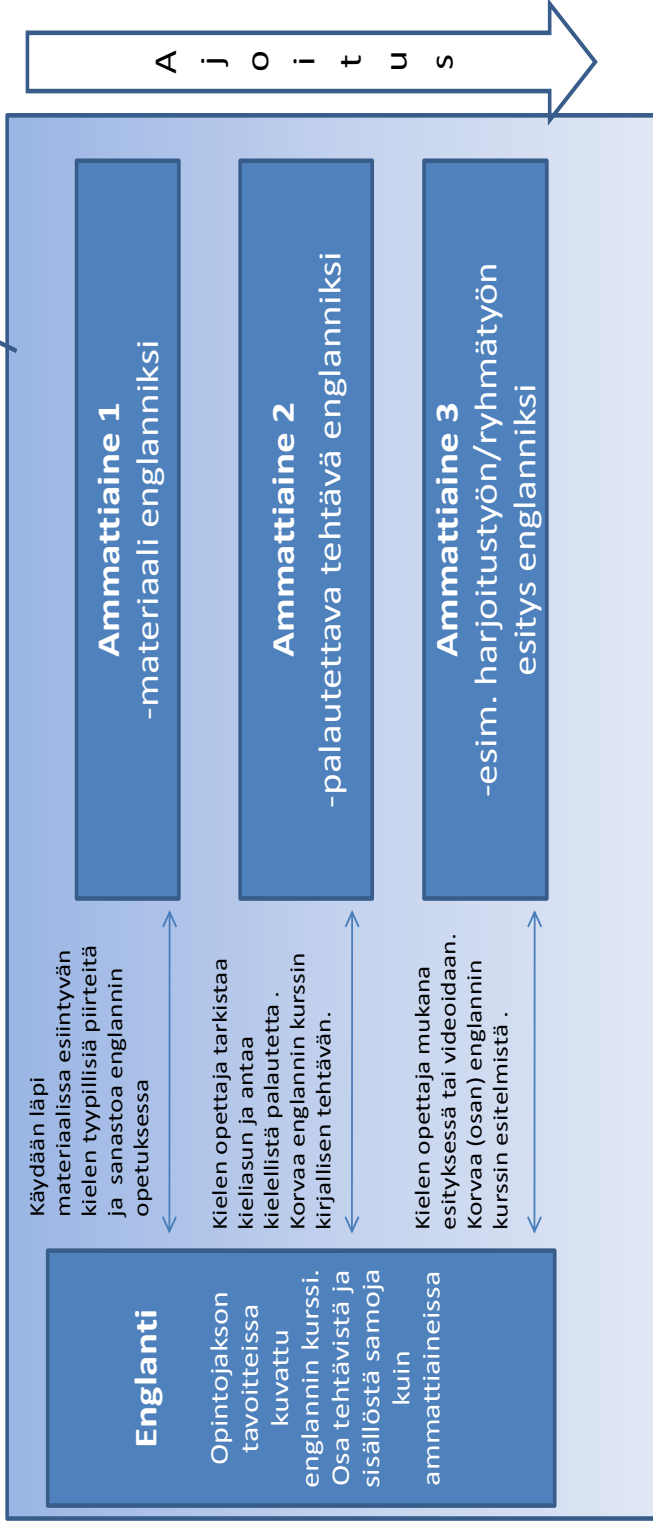 Englanti
Opintojakson
tavoitteissa
kuvattu
englannin kurssi.
Osa tehtävistä ja
sisällöstä samoja
kuin
ammattiaineissa
Käydään läpi
materiaalissa esiintyvän
kielen tyypillisiä piirteitä
ja sanastoa englannin
opetuksessa
Ammattiaine 1
-materiaali englanniksi
Kielen opettaja tarkistaa
kieliasun ja antaa
kielellistä palautetta .
Korvaa englannin kurssin
kirjallisen tehtävän.
Ammattiaine 2
-palautettava tehtävä englanniksi
Kielen opettaja mukana
esityksessä tai videoidaan.
Korvaa (osan) englannin
kurssin esitelmistä .
Ammattiaine 3
-esim. harjoitustyön/ryhmätyön
esitys englanniksi
A
j
o
i
t
u
s